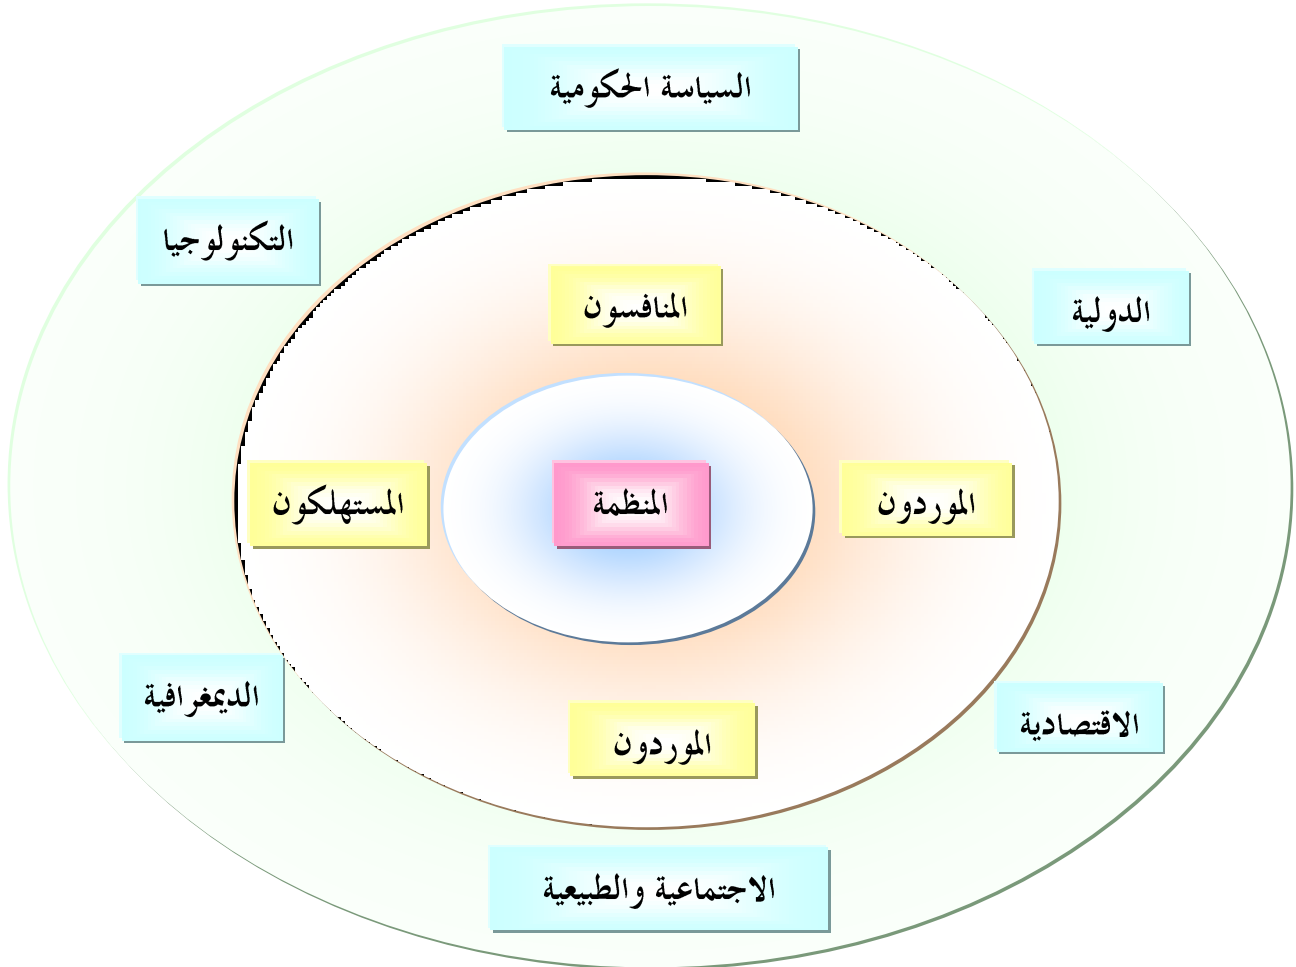 السياسة الحكومية
التكنولوجيا
الدولية
المنافسون
الموردون
المنظمة
المستهلكون
الديمغرافية
الاقتصادية
الموردون
الاجتماعية والطبيعية